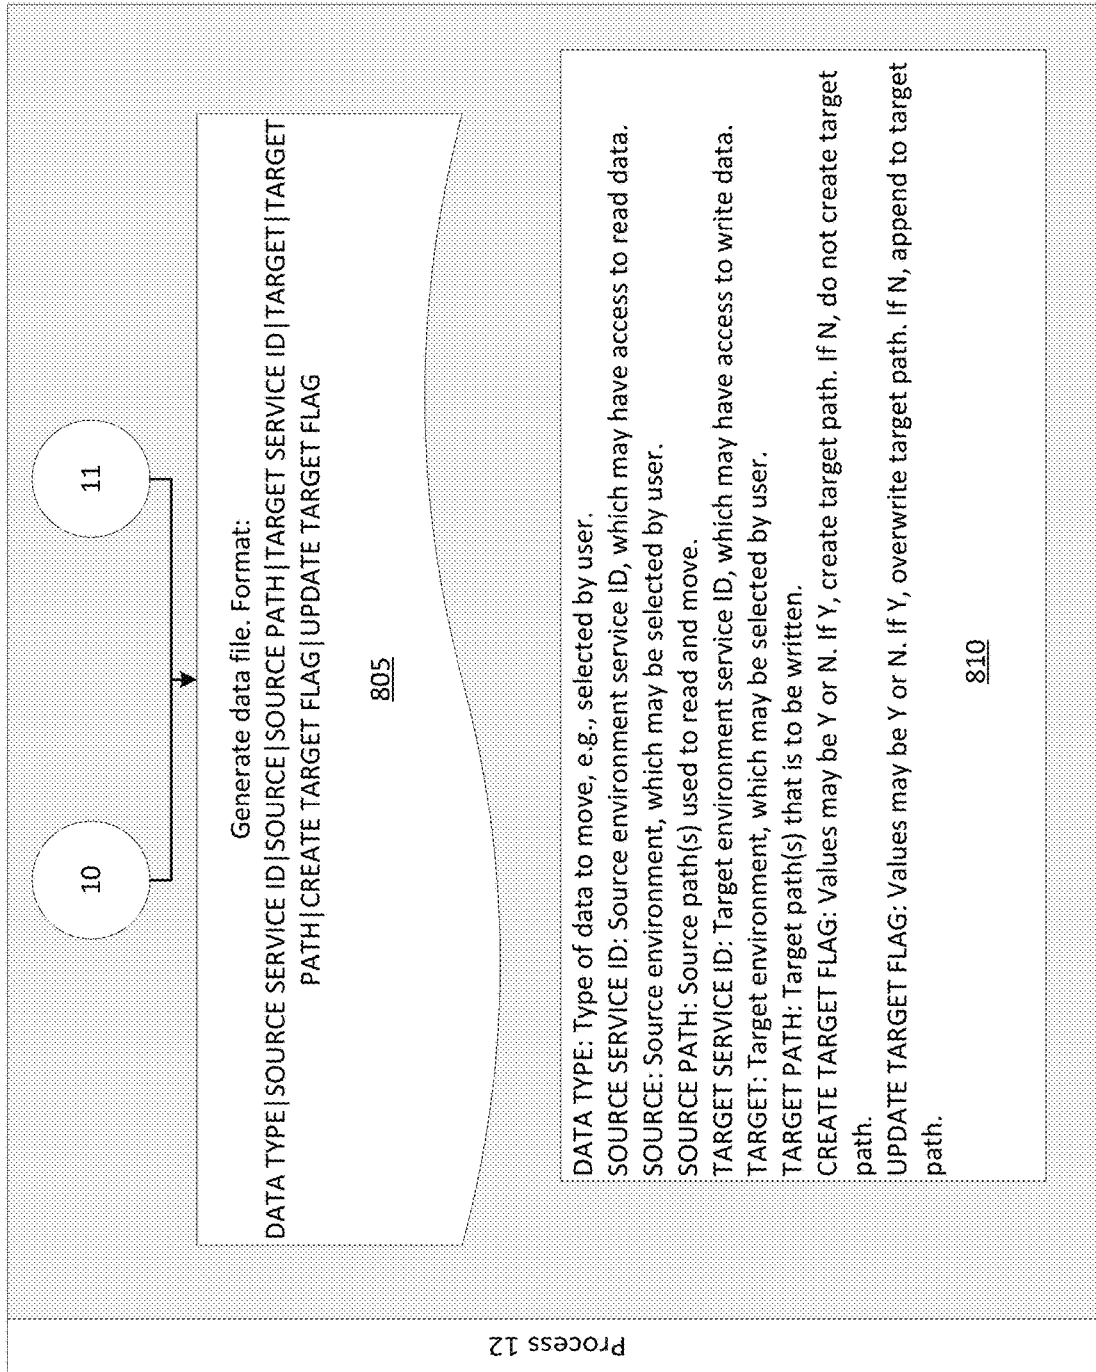 Process 12
10
11
Generate data file. Format:
DATA TYPE|SOURCE SERVICE ID|SOURCE|SOURCE PATH|TARGET SERVICE ID|TARGET|TARGET
PATH|CREATE TARGET FLAG|UPDATE TARGET FLAG
805
DATA TYPE: Type of data to move, e.g., selected by user.
SOURCE SERVICE ID: Source environment service ID, which may have access to read data.
SOURCE: Source environment, which may be selected by user.
SOURCE PATH: Source path(s) used to read and move.
TARGET SERVICE ID: Target environment service ID, which may have access to write data.
TARGET: Target environment, which may be selected by user.
TARGET PATH: Target path(s) that is to be written.
CREATE TARGET FLAG: Values may be Y or N. If Y, create target path. If N, do not create target
path.
UPDATE TARGET FLAG: Values may be Y or N. If Y, overwrite target path. If N, append to target
path.
810